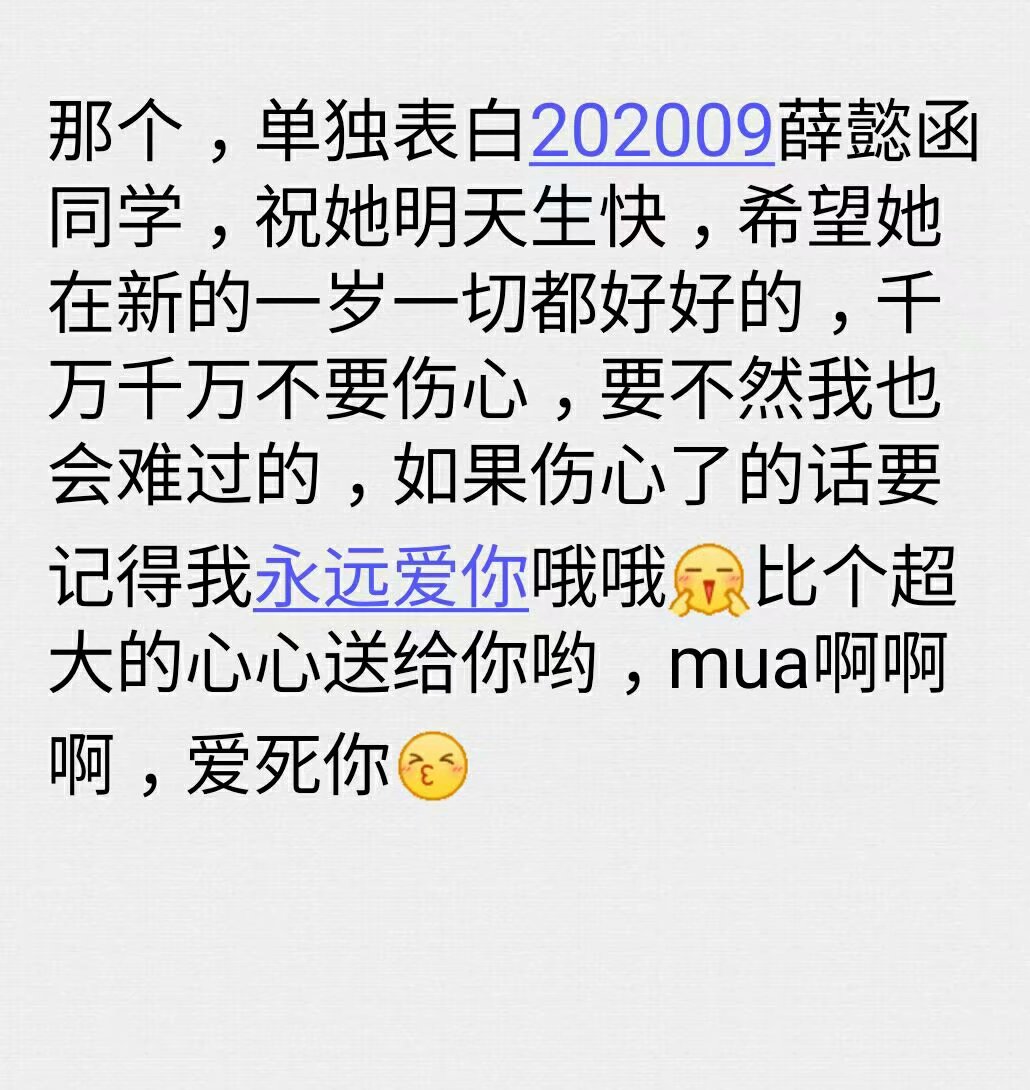 那个，单独表白202009薛懿函
同学，祝她明天生快，希望她
在新的一岁一切都好好的，千
万千万不要伤心，要不然我也
会难过的，如果伤心了的话要
记得我永远爱你哦哦比个超
大的心心送给你哟，mua啊啊
啊，爱死你